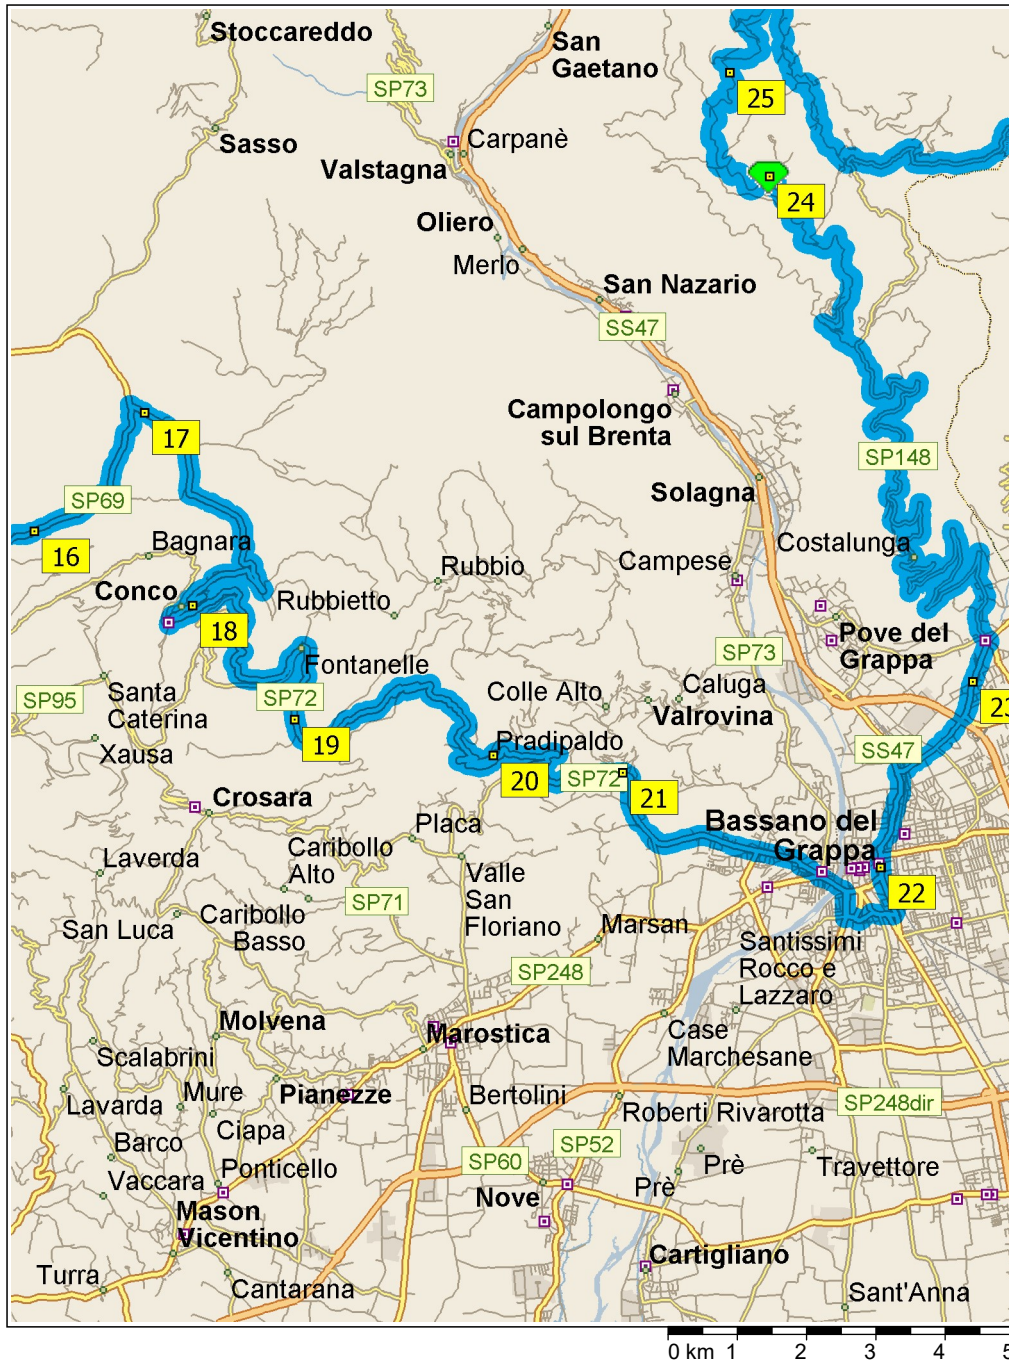 Stoccareddo
San
Gaetano
SP73
25
Sasso
Carpanè
Valstagna
24
Oliero
Merlo
San Nazario
SS47
Campolongo
sul Brenta
17
SP148
SP69
Solagna
16
Bagnara
Costalunga
Rubbio
Campese
Conco
Rubbietto
18
Pove del
Grappa
Fontanelle
SP73
SP95
Santa
Caterina
SP72
Colle Alto
Caluga
Valrovina
23
Xausa
19
Pradipaldo
SS47
20
SP72
21
Crosara
Placa
Bassano del
Grappa
Laverda
Caribollo
Alto
Valle
San
Floriano
22
SP71
San Luca
Caribollo
Basso
Marsan
Santissimi
Rocco e
Lazzaro
SP248
Molvena
Marostica
Case
Marchesane
Scalabrini
Lavarda
Mure
Pianezze
Bertolini
Roberti Rivarotta
SP248dir
Ciapa
Barco
SP52
SP60
Prè
Travettore
Vaccara
Ponticello
Nove
Prè
Mason
Vicentino
Cartigliano
Turra
Cantarana
Sant'Anna
0 km 1 2 3 4 5